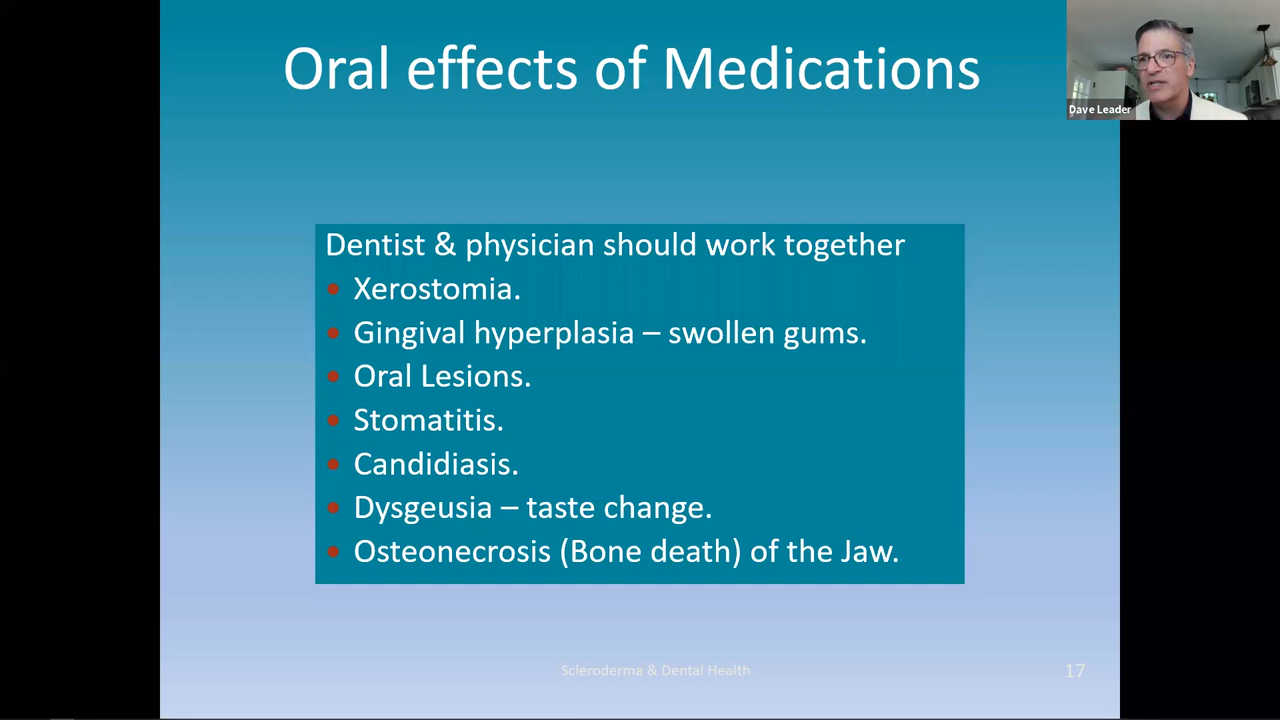 Oral effects of Medications
Dave Leader
Dentist & physician should work together
• Xerostomia.
• Gingival hyperplasia – swollen gums.
• Oral Lesions.
• Stomatitis.
• Candidiasis.
• Dysgeusia – taste change.
• Osteonecrosis (Bone death) of the Jaw.
Scleroderma & Dental Health
17